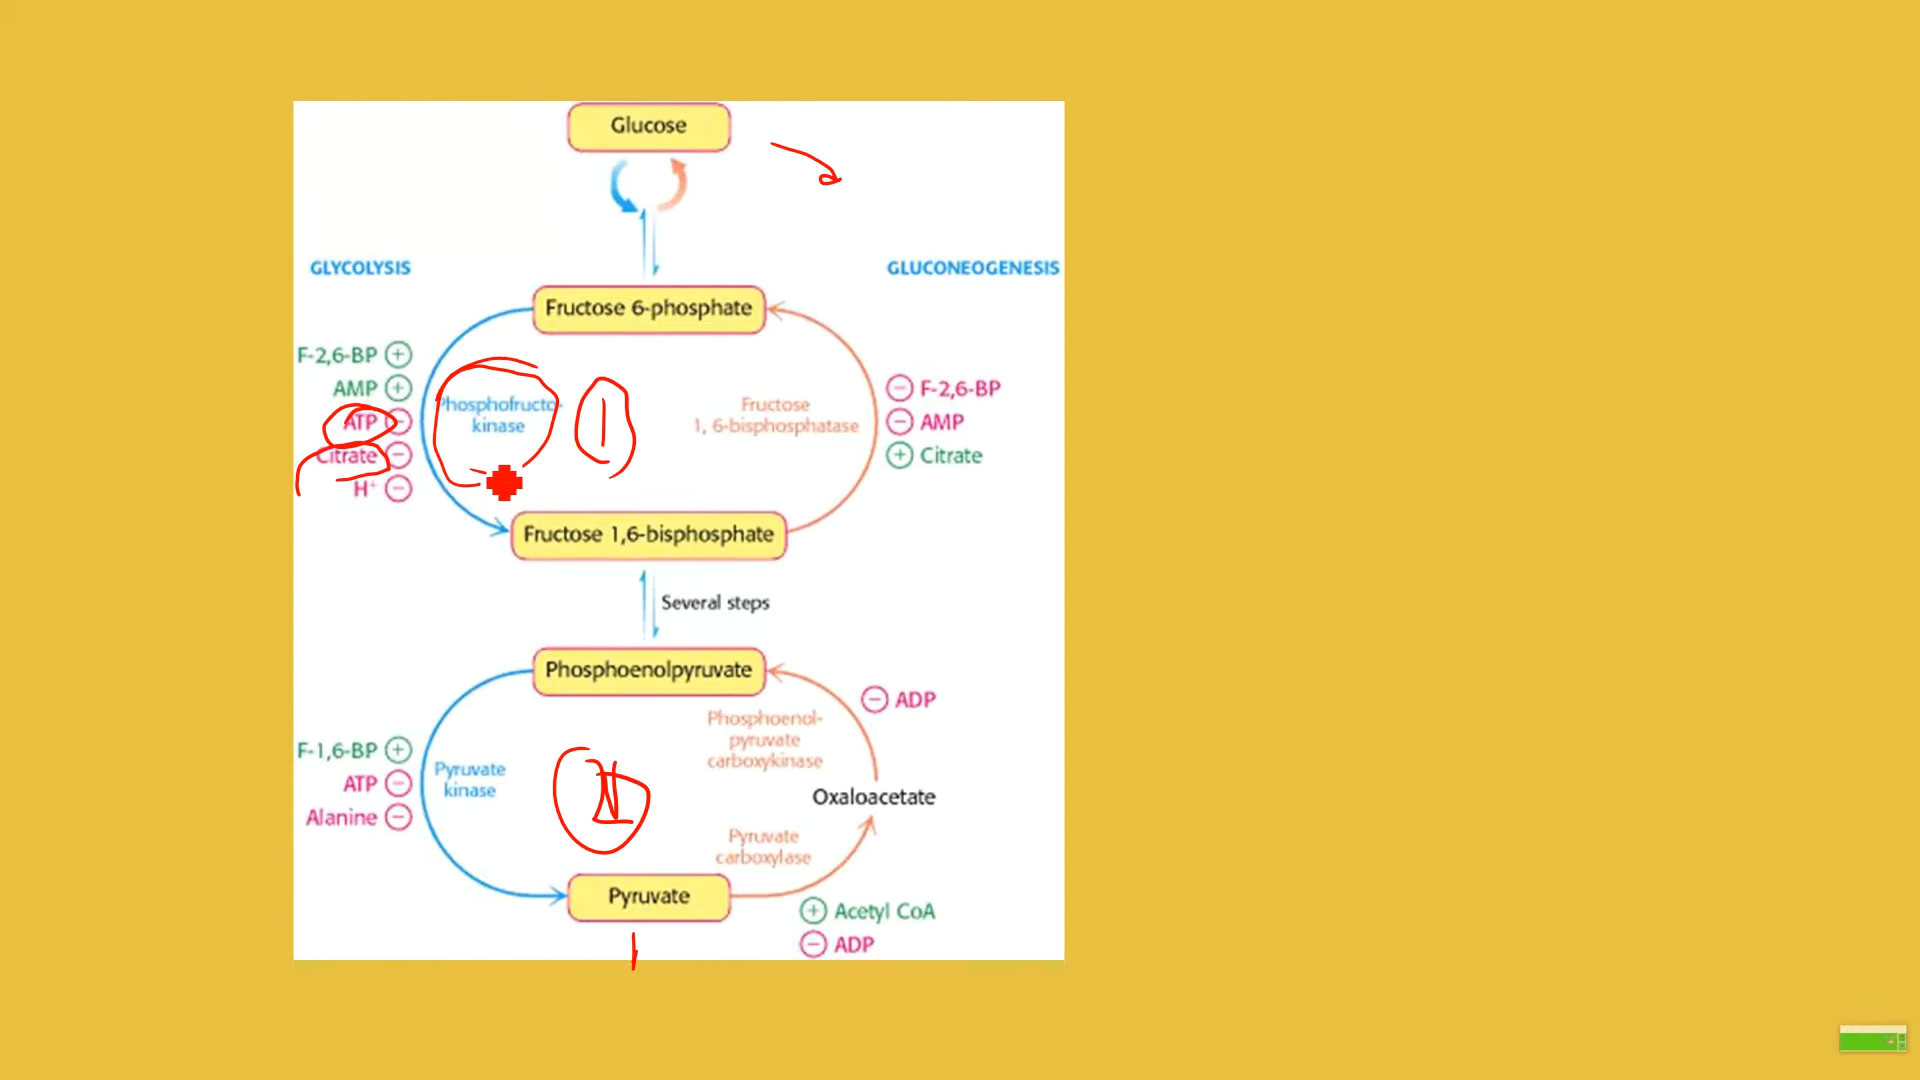 Glucose
GLYCOLYSIS
GLUCONEOGENESIS
Fructose 6-phosphate
F-2,6-BP +
AMP +
ATP −
Citrate −
H⁺ −
Phosphofructo-
kinase
1
Fructose
1, 6-bisphosphatase
− F-2,6-BP
− AMP
+ Citrate
Fructose 1,6-bisphosphate
Several steps
Phosphoenolpyruvate
− ADP
Phosphoenol-
pyruvate
carboxykinase
F-1,6-BP +
ATP −
Alanine −
Pyruvate
kinase
Oxaloacetate
Pyruvate
carboxylase
Pyruvate
+ Acetyl CoA
− ADP